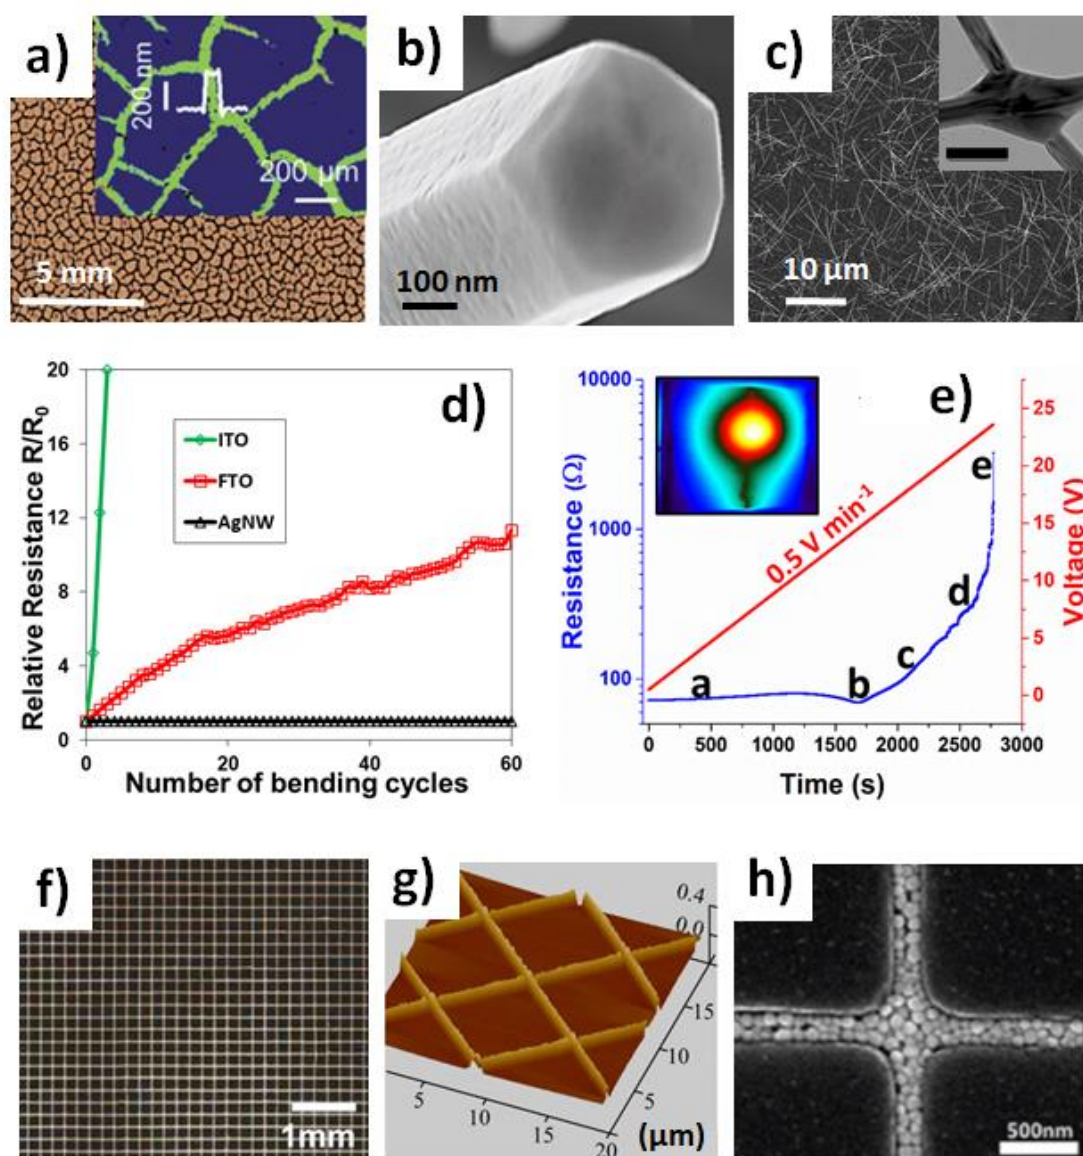 a)
200 nm
200 µm
5 mm
b)
100 nm
c)
10 µm
d)
Relative Resistance R/R₀
20
16
12
8
4
0
ITO
FTO
AgNW
0
20
40
60
Number of bending cycles
e)
Resistance (Ω)
10000
1000
100
0.5 V min⁻¹
a
b
c
d
e
25
20
15
10
5
0
Voltage (V)
0
500
1000
1500
2000
2500
3000
Time (s)
f)
1mm
g)
0.4
0.0
15
10
5
5
10
15
20
(µm)
h)
500nm